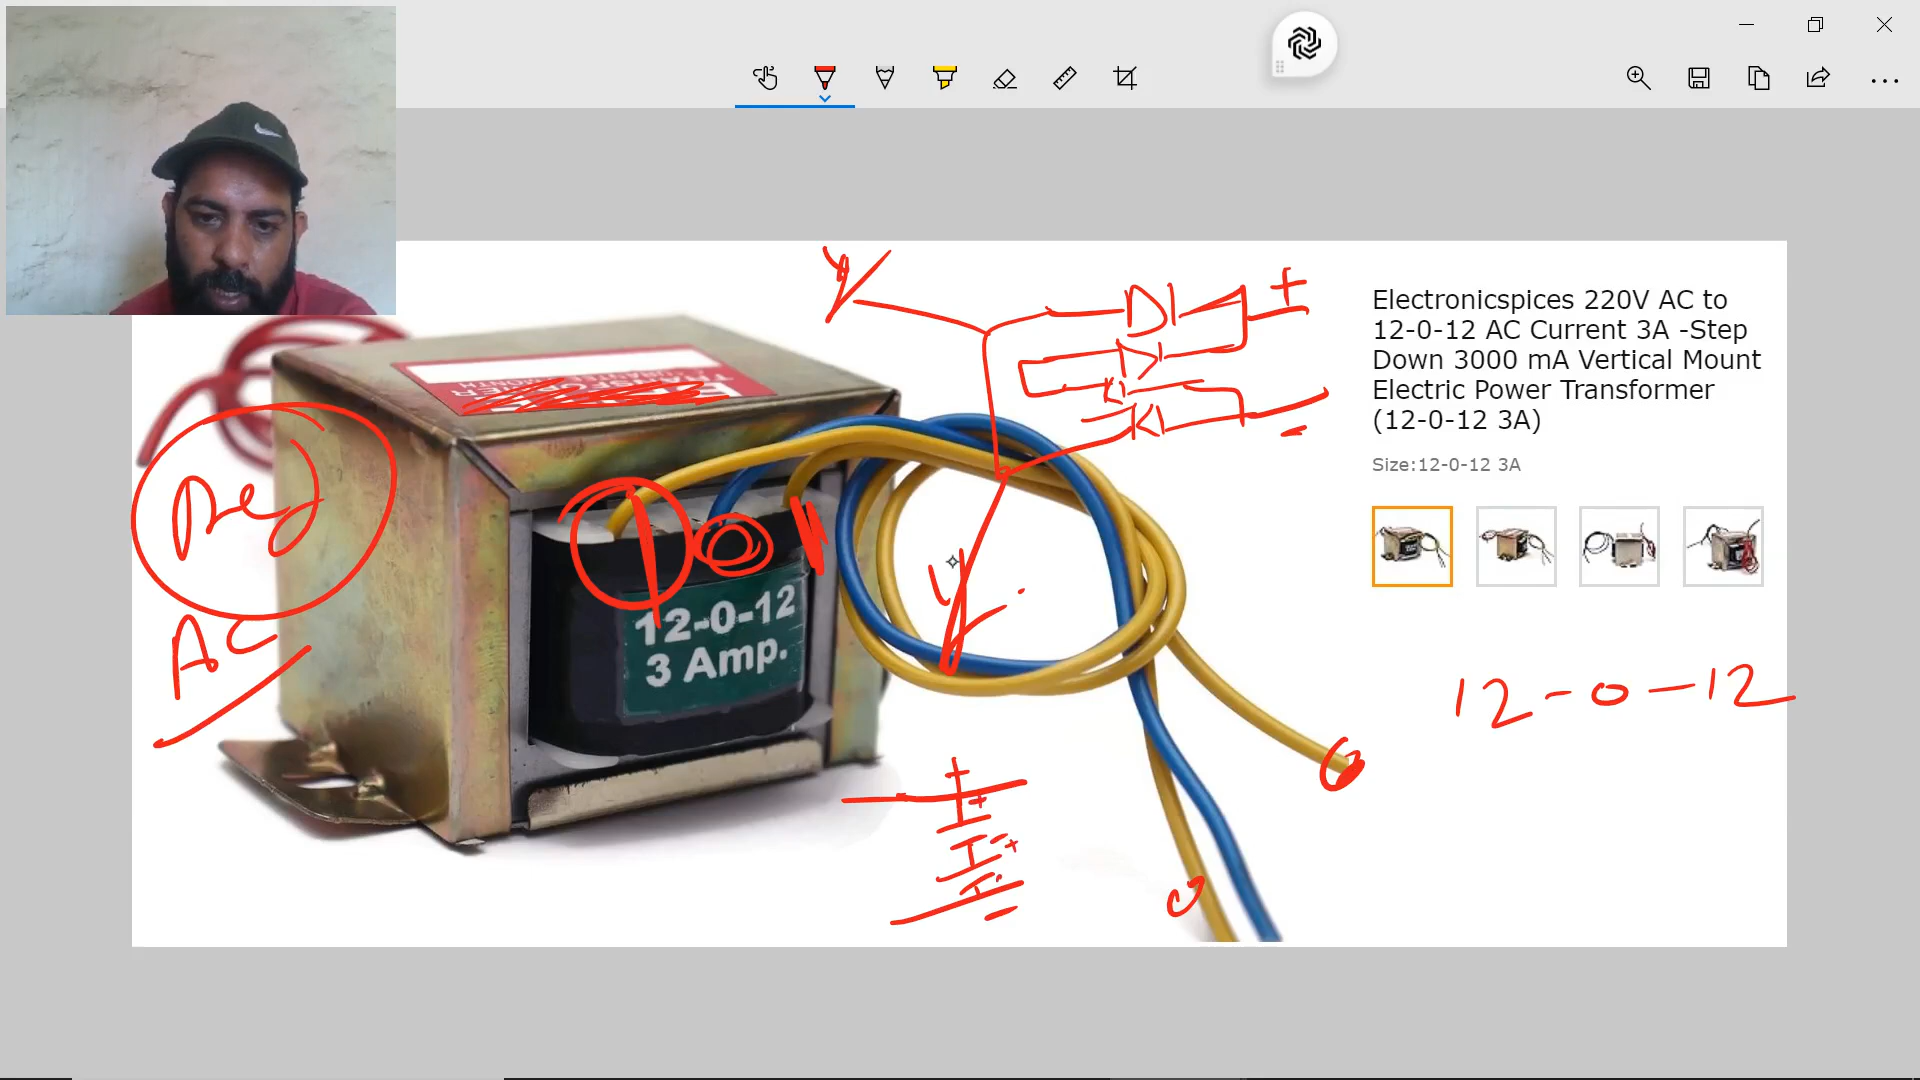 Electronicspices 220V AC to
12-0-12 AC Current 3A -Step
Down 3000 mA Vertical Mount
Electric Power Transformer
(12-0-12 3A)
Size:12-0-12 3A
Red
AC
12-0-12
3 Amp.
12-0-12
Y
+
-
Y
+
+
-
+
-
0